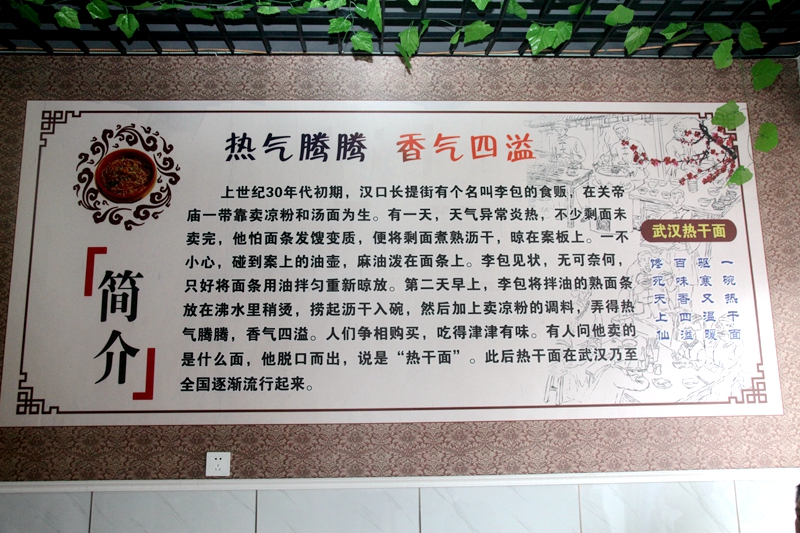 热气腾腾 香气四溢
简介
上世纪30年代初期，汉口长提街有个名叫李包的食贩，在关帝
庙一带靠卖凉粉和汤面为生。有一天，天气异常炎热，不少剩面未
卖完，他怕面条发馊变质，便将剩面煮熟沥干，晾在案板上。一不
小心，碰到案上的油壶，麻油泼在面条上。李包见状，无可奈何，
只好将面条用油拌匀重新晾放。第二天早上，李包将拌油的熟面条
放在沸水里稍烫，捞起沥干入碗，然后加上卖凉粉的调料，弄得热
气腾腾，香气四溢。人们争相购买，吃得津津有味。有人问他卖的
是什么面，他脱口而出，说是“热干面”。此后热干面在武汉乃至
全国逐渐流行起来。
武汉热干面
一碗热干面
驱寒又温暖
百味香四溢
馋死天上仙